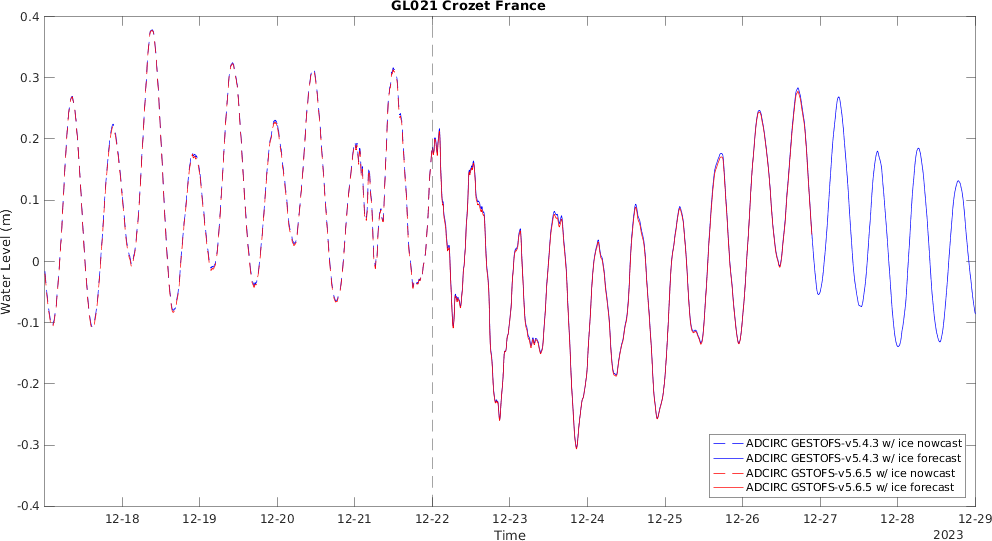 GL021 Crozet France
0.4
0.3
0.2
0.1
0
-0.1
-0.2
-0.3
-0.4
Water Level (m)
ADCIRC GESTOFS-v5.4.3 w/ ice nowcast
ADCIRC GESTOFS-v5.4.3 w/ ice forecast
ADCIRC GSTOFS-v5.6.5 w/ ice nowcast
ADCIRC GSTOFS-v5.6.5 w/ ice forecast
12-18 12-19 12-20 12-21 12-22 12-23 12-24 12-25 12-26 12-27 12-28 12-29
Time
2023